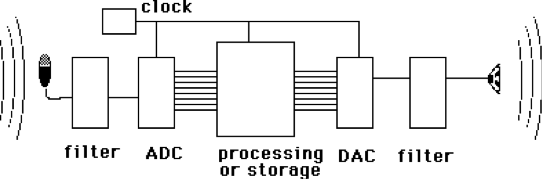 clock
filter
ADC
processing
or storage
DAC
filter